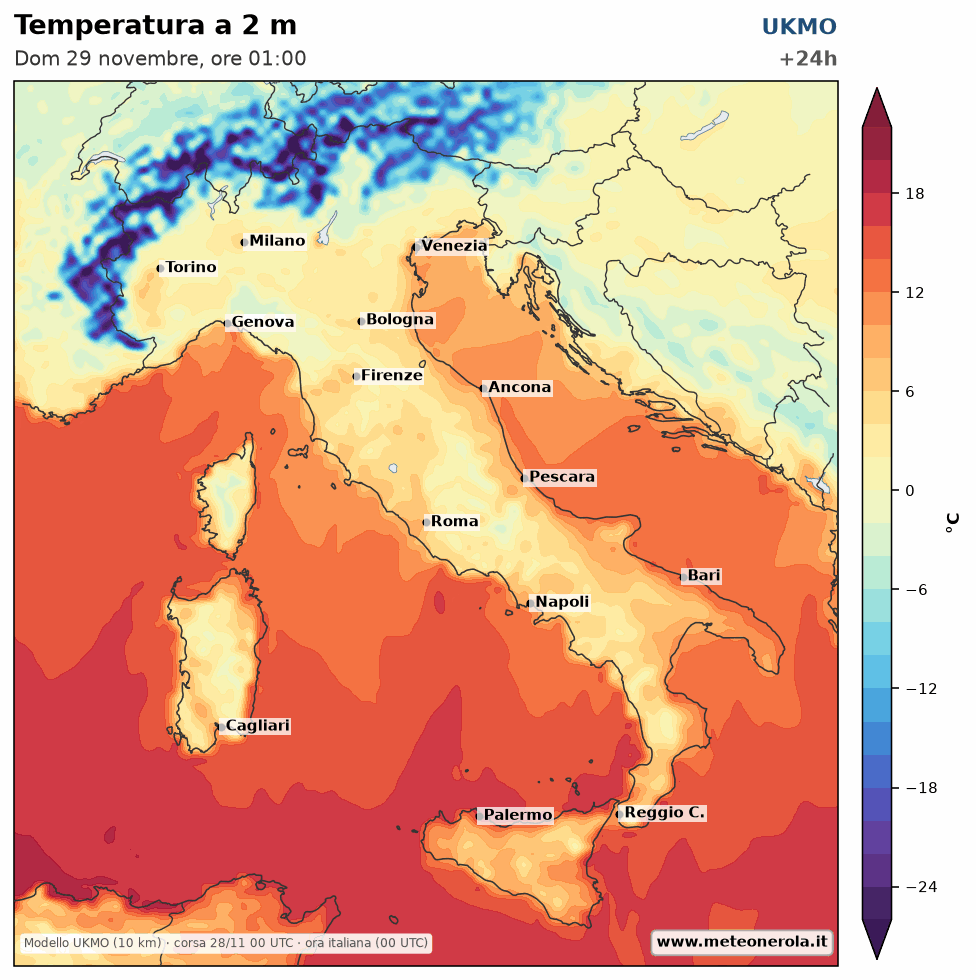 Temperatura a 2 m
UKMO
Dom 29 novembre, ore 01:00
+24h
Milano
Venezia
Torino
Genova
Bologna
Firenze
Ancona
Pescara
Roma
Bari
Napoli
Cagliari
Palermo
Reggio C.
18
12
6
0
−6
−12
−18
−24
°C
Modello UKMO (10 km) · corsa 28/11 00 UTC · ora italiana (00 UTC)
www.meteonerola.it